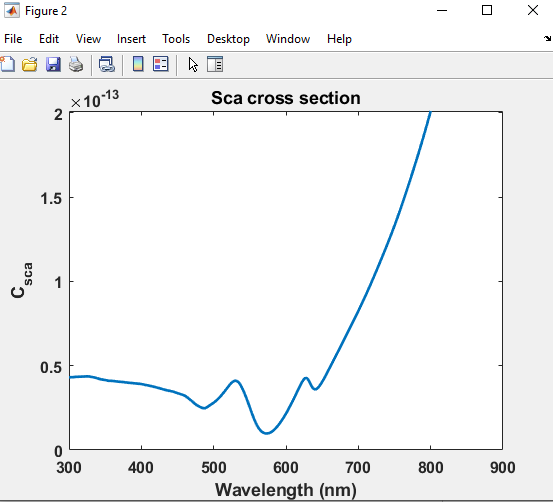 Figure 2
File Edit View Insert Tools Desktop Window Help
×10^-13
Sca cross section
2
1.5
1
0.5
0
C_sca
300 400 500 600 700 800 900
Wavelength (nm)